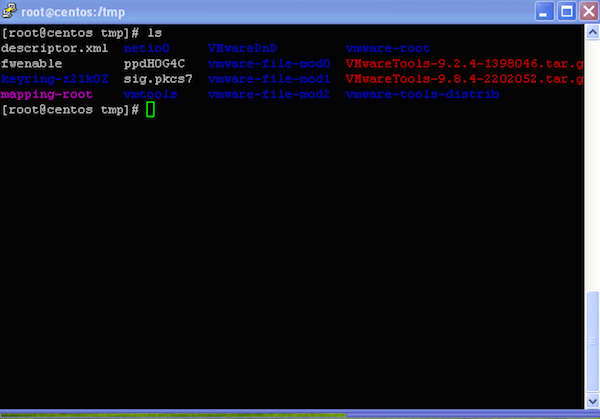 root@centos:/tmp
[root@centos tmp]# ls
descriptor.xml netio0 VMwareDnD vmware-root
fwenable ppdHOG4C vmware-file-mod0 VMwareTools-9.2.4-1398046.tar.g
keyring-s2jk0Z sig.pkcs7 vmware-file-mod1 VMwareTools-9.8.4-2202052.tar.g
mapping-root vmtools vmware-file-mod2 vmware-tools-distrib
[root@centos tmp]#